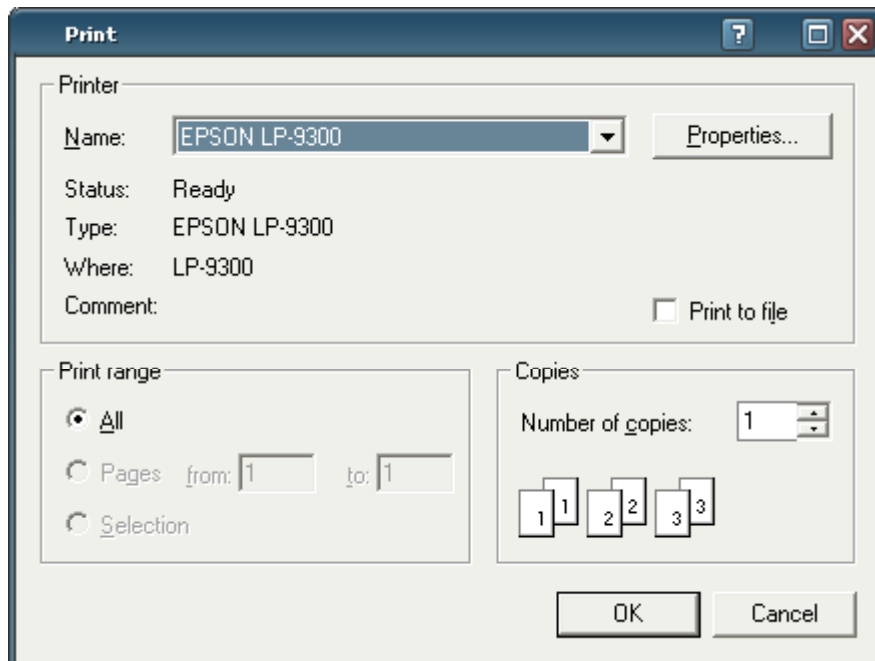 Print
Printer
Name: EPSON LP-9300 Properties...
Status: Ready
Type: EPSON LP-9300
Where: LP-9300
Comment:
Print to file
Print range
All
Pages from: 1 to: 1
Selection
Copies
Number of copies: 1
1 1 2 2 3 3
OK Cancel